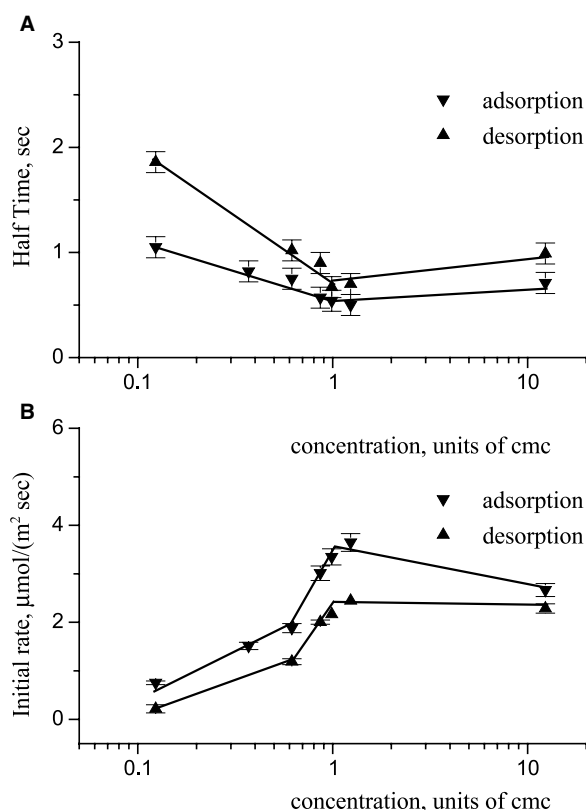 A
3
2
1
0
Half Time, sec
adsorption
desorption
0.1
1
10
concentration, units of cmc
B
6
4
2
0
Initial rate, μmol/(m² sec)
adsorption
desorption
0.1
1
10
concentration, units of cmc